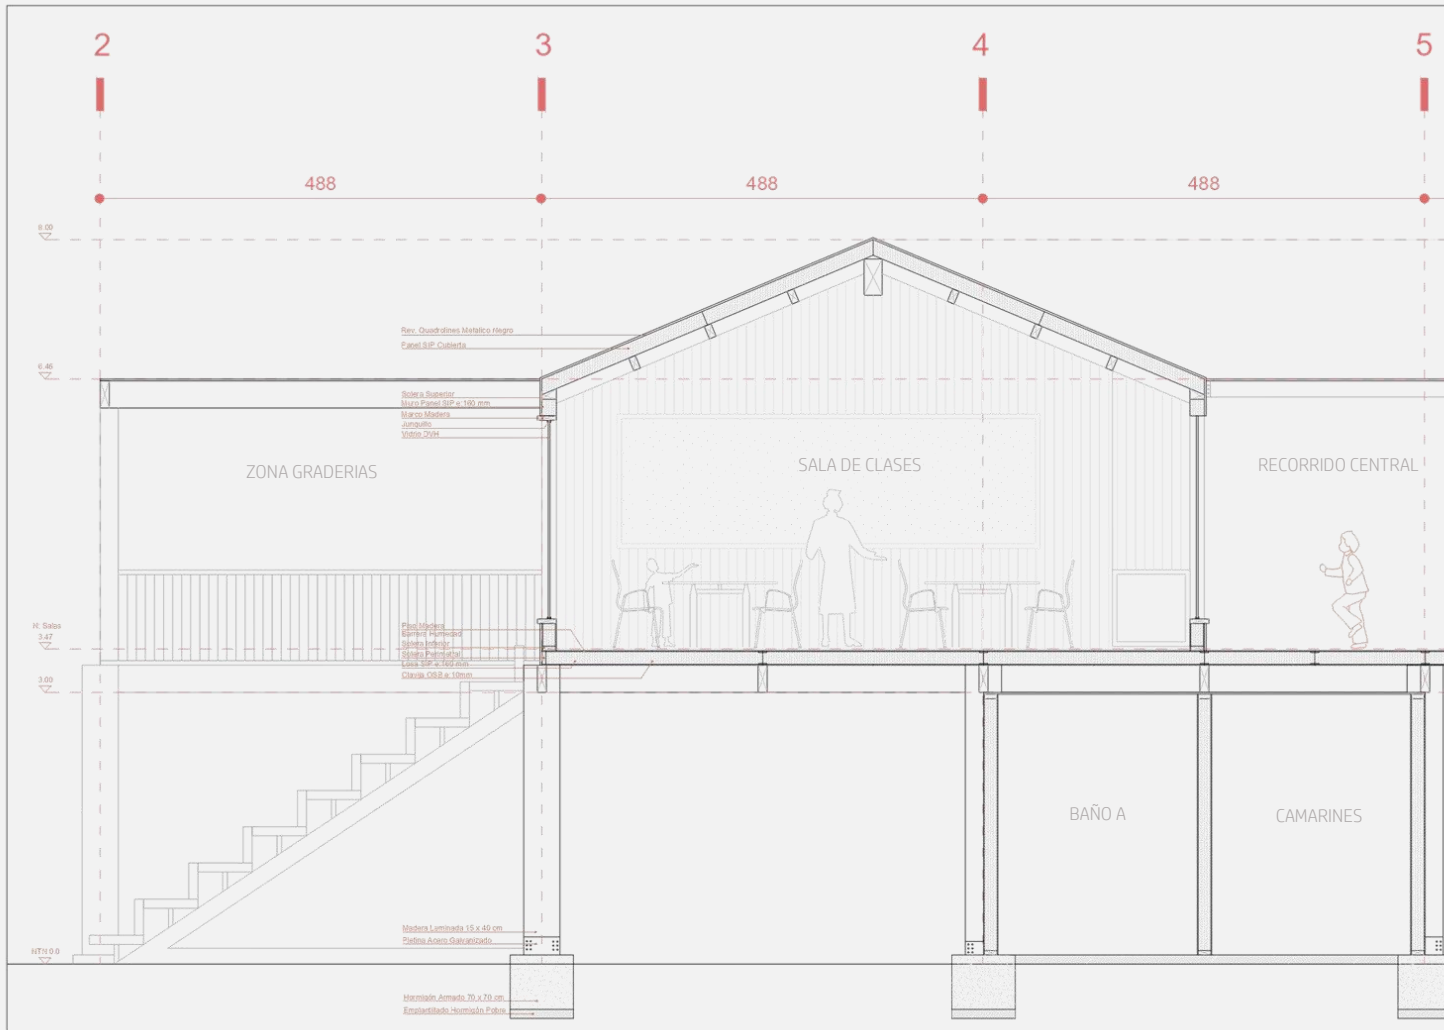 2 3 4 5
488 488 488
8.00
Rev. Quadrolines Metalico negro
Panel SIP Cubierta
6.46
Solera Superior
Muro Panel SIP e:160 mm
Marco Madera
Junquillo
Vidrio DVH
ZONA GRADERIAS
SALA DE CLASES
RECORRIDO CENTRAL
N: Salas
3.47
Piso Madera
Barrera Humedad
Solera Inferior
Solera Perimetral
Losa SIP e:160 mm
OSB e:10mm
3.00
BAÑO A
CAMARINES
Madera Laminada 15 x 40 cm
Pletina Acero Galvanizado
NTN 0.0
Hormigón Armado 70 x 70 cm
Emplantillado Hormigón Pobre